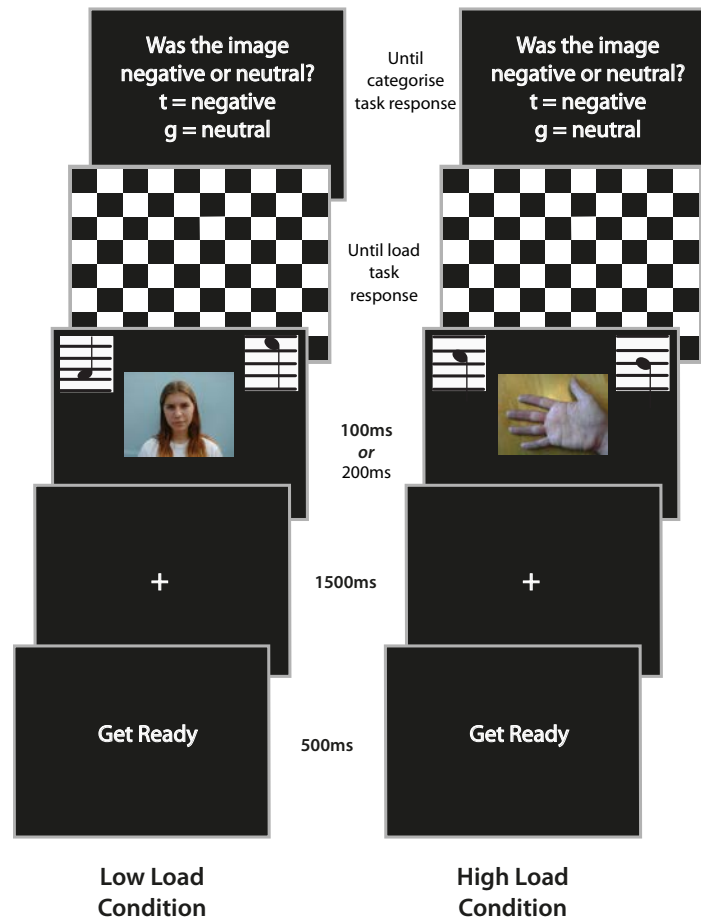 Was the image
negative or neutral?
t = negative
g = neutral
Until
categorise
task response
Was the image
negative or neutral?
t = negative
g = neutral
Until load
task
response
100ms
or
200ms
+
1500ms
+
Get Ready
500ms
Get Ready
Low Load
Condition
High Load
Condition